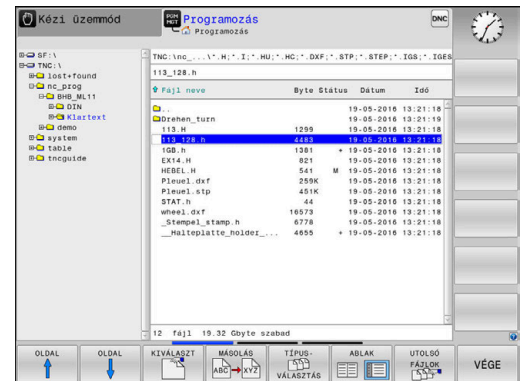 Kézi üzemmód
PGM MGT Programozás
Programozás
DNC
SF:\
TNC:\
lost+found
nc_prog
BHB_ML11
DIN
Klartext
demo
system
table
tncguide
TNC:\nc_...\*.H;*.I;*.HU;*.HC;*.DXF;*.STP;*.STEP;*.IGS;*.IGES
113_128.h
Fájl neve Byte Státus Dátum Idő
.. 19-05-2016 13:21:18
Drehen_turn 19-05-2016 13:21:19
113.H 1299 19-05-2016 13:21:18
113_128.h 4483 19-05-2016 13:21:18
1GB.h 1381 + 19-05-2016 13:21:18
EX14.H 821 19-05-2016 13:21:18
HEBEL.H 541 M 19-05-2016 13:21:18
Pleuel.dxf 259K 19-05-2016 13:21:18
Pleuel.stp 451K 19-05-2016 13:21:18
STAT.h 44 19-05-2016 13:21:18
wheel.dxf 16573 19-05-2016 13:21:18
_Stempel_stamp.h 6778 19-05-2016 13:21:18
__Halteplatte_holder_... 4655 + 19-05-2016 13:21:18
12 fájl 19.32 Gbyte szabad
OLDAL
OLDAL
KIVÁLASZT
MÁSOLÁS
ABC XYZ
TÍPUS-
VÁLASZTÁS
ABLAK
UTOLSÓ
FÁJLOK
VÉGE